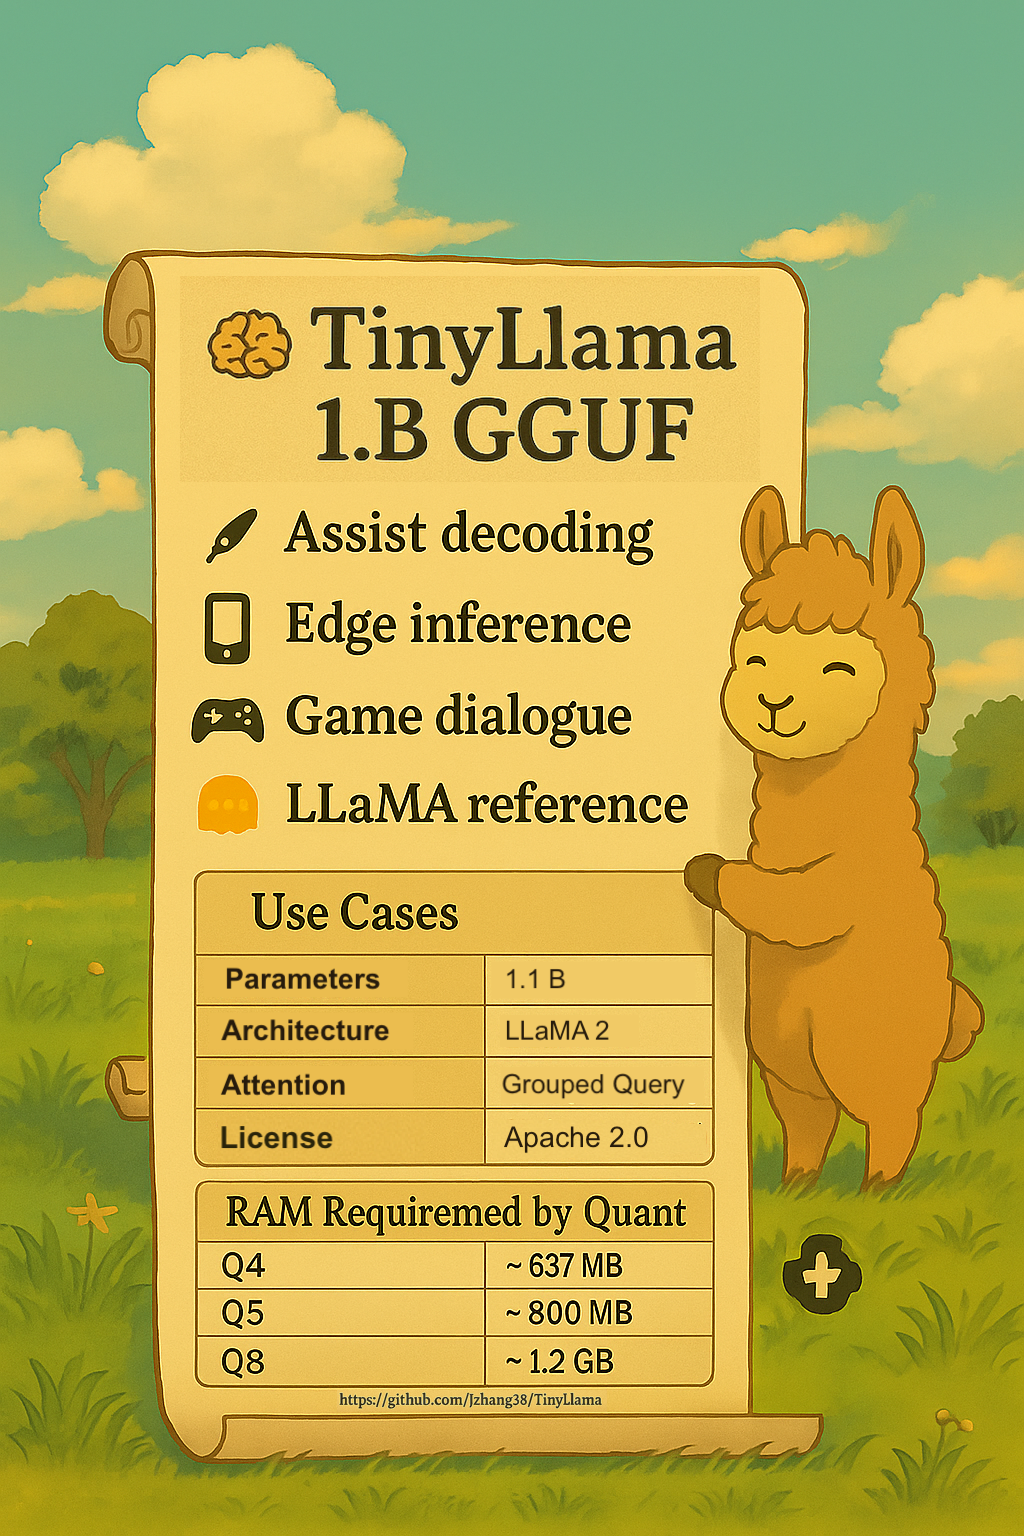 TinyLlama
1.B GGUF
Assist decoding
Edge inference
Game dialogue
LLaMA reference
Use Cases
Parameters 1.1 B
Architecture LLaMA 2
Attention Grouped Query
License Apache 2.0
RAM Requiremed by Quant
Q4 ~ 637 MB
Q5 ~ 800 MB
Q8 ~ 1.2 GB
https://github.com/Jzhang38/TinyLlama